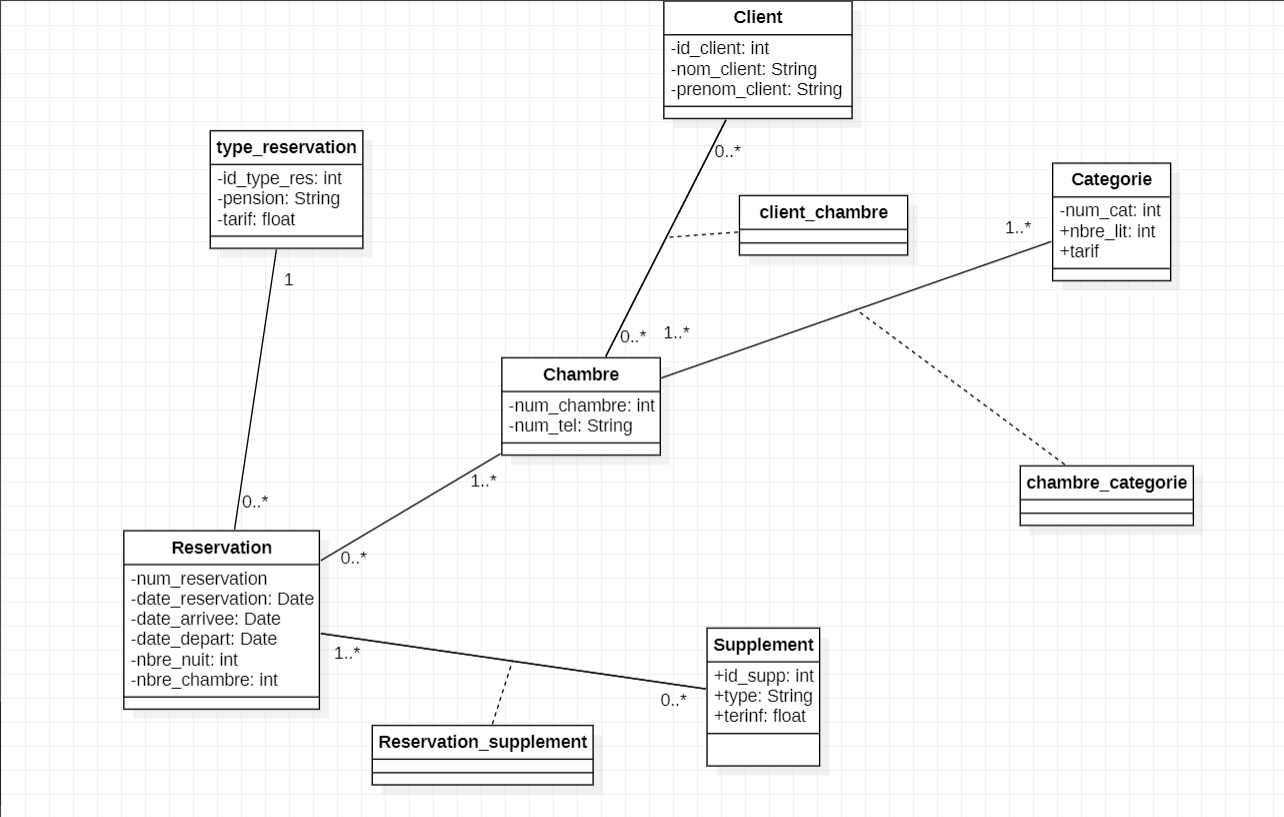 Client
-id_client: int
-nom_client: String
-prenom_client: String
0..*
type_reservation
-id_type_res: int
-pension: String
-tarif: float
1
client_chambre
Categorie
-num_cat: int
+nbre_lit: int
+tarif
1..*
0..*
1..*
Chambre
-num_chambre: int
-num_tel: String
1..*
chambre_categorie
0..*
Reservation
-num_reservation
-date_reservation: Date
-date_arrivee: Date
-date_depart: Date
-nbre_nuit: int
-nbre_chambre: int
0..*
1..*
Supplement
+id_supp: int
+type: String
+terinf: float
0..*
Reservation_supplement